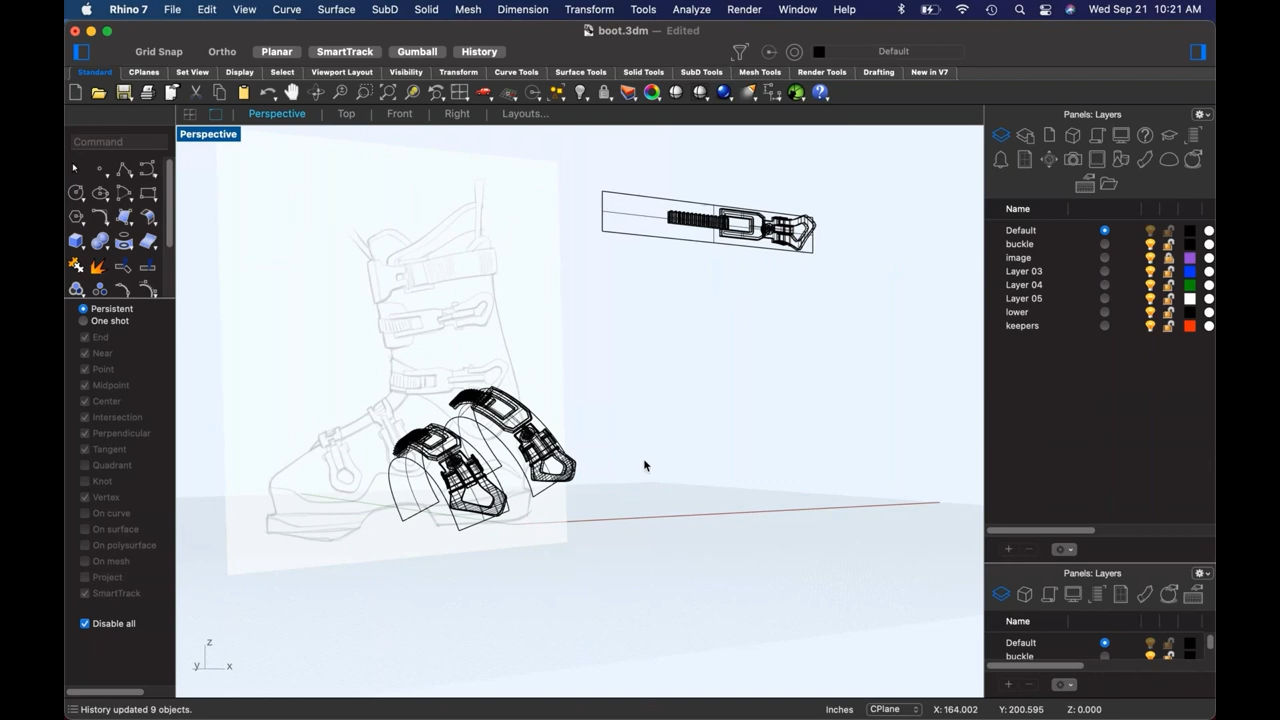 Rhino 7 File Edit View Curve Surface SubD Solid Mesh Dimension Transform Tools Analyze Render Window Help Wed Sep 21 10:21 AM
boot.3dm — Edited
Grid Snap Ortho Planar SmartTrack Gumball History Default
Standard CPlanes Set View Display Select Viewport Layout Visibility Transform Curve Tools Surface Tools Solid Tools SubD Tools Mesh Tools Render Tools Drafting New in V7
Perspective Top Front Right Layouts... Panels: Layers
Perspective
Command
Name
Default
buckle
image
Layer 03
Layer 04
Layer 05
lower
keepers
Persistent
One shot
End
Near
Point
Midpoint
Center
Intersection
Perpendicular
Tangent
Quadrant
Knot
Vertex
On curve
On surface
On polysurface
On mesh
Project
SmartTrack
Disable all
Panels: Layers
Name
Default
buckle
z
y x
History updated 9 objects. Inches CPlane X: 164.002 Y: 200.595 Z: 0.000